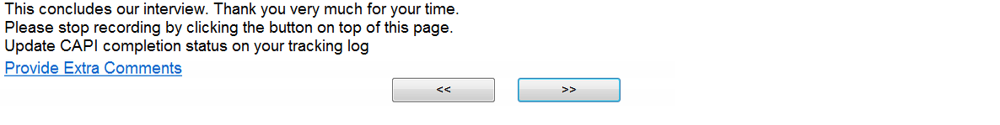 This concludes our interview. Thank you very much for your time.
Please stop recording by clicking the button on top of this page.
Update CAPI completion status on your tracking log
Provide Extra Comments
<< >>